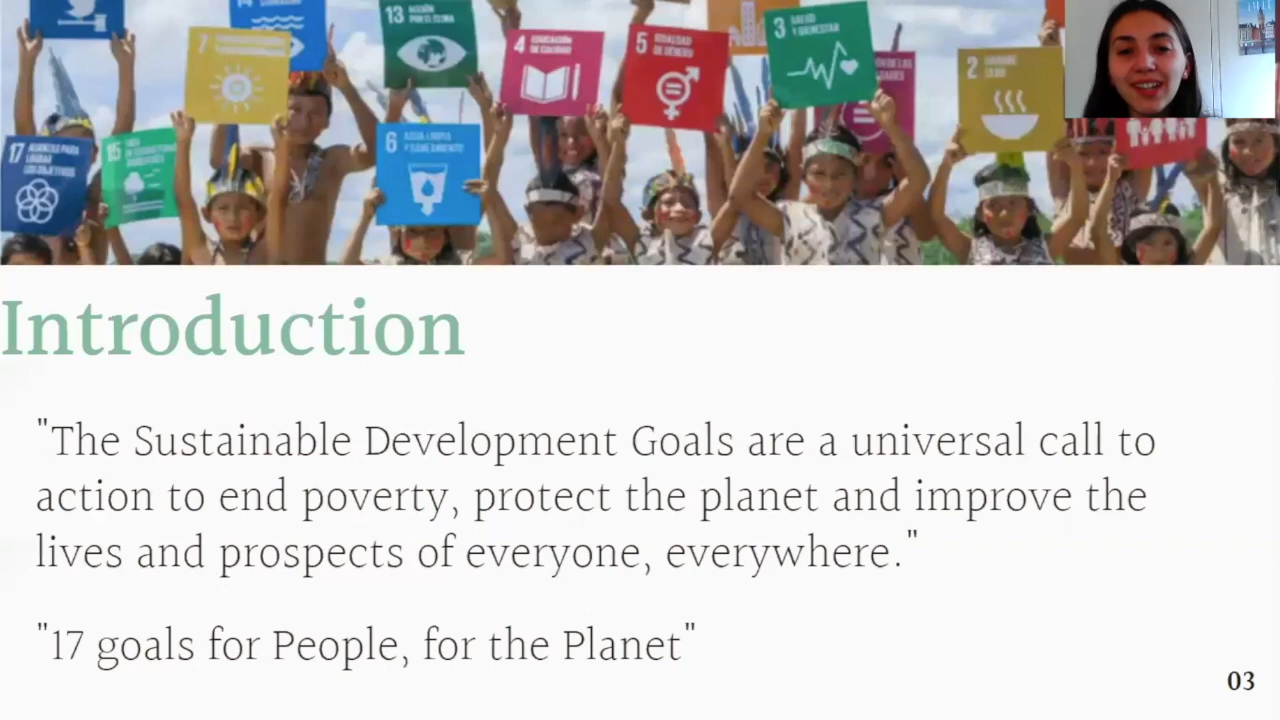 14
13 ACCIÓN
POR EL CLIMA
7
4 EDUCACIÓN
DE CALIDAD
5 IGUALDAD
DE GÉNERO
3 SALUD
Y BIENESTAR
2 HAMBRE
CERO
17 ALIANZAS PARA
LOGRAR
LOS OBJETIVOS
15
6 AGUA LIMPIA
Y SANEAMIENTO
Introduction
"The Sustainable Development Goals are a universal call to
action to end poverty, protect the planet and improve the
lives and prospects of everyone, everywhere."
"17 goals for People, for the Planet"
03